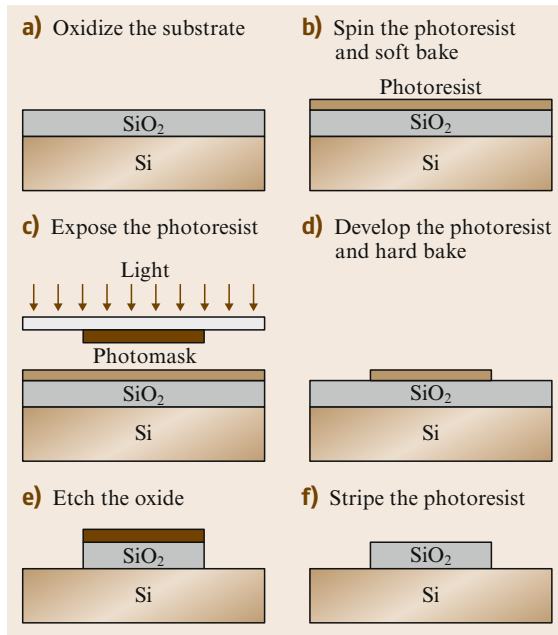 a) Oxidize the substrate
SiO2
Si
b) Spin the photoresist
and soft bake
Photoresist
SiO2
Si
c) Expose the photoresist
Light
Photomask
SiO2
Si
d) Develop the photoresist
and hard bake
SiO2
Si
e) Etch the oxide
SiO2
Si
f) Stripe the photoresist
SiO2
Si